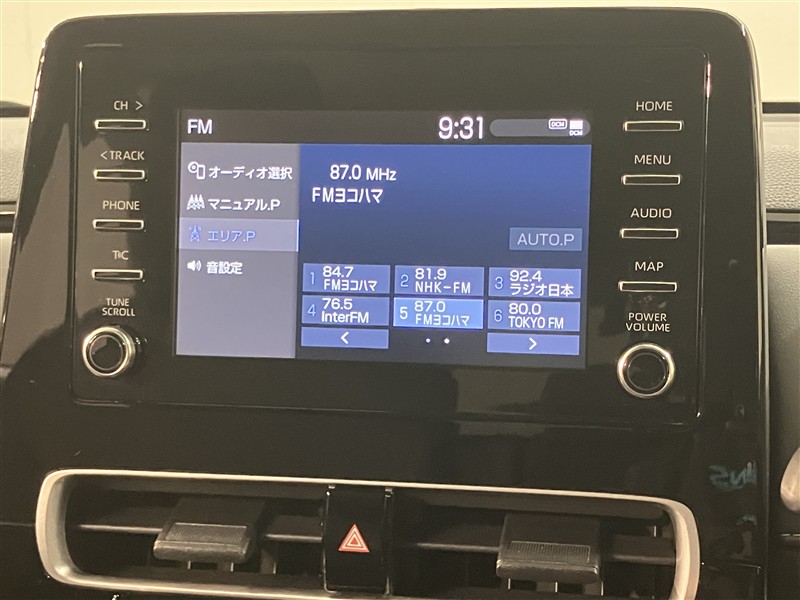 CH >
< TRACK
PHONE
T&C
TUNE
SCROLL
FM
9:31
DCM
DCM
オーディオ選択
マニュアル.P
エリア.P
音設定
87.0 MHz
FMヨコハマ
AUTO.P
1 84.7 FMヨコハマ
2 81.9 NHK-FM
3 92.4 ラジオ日本
4 76.5 InterFM
5 87.0 FMヨコハマ
6 80.0 TOKYO FM
<
>
HOME
MENU
AUDIO
MAP
POWER
VOLUME